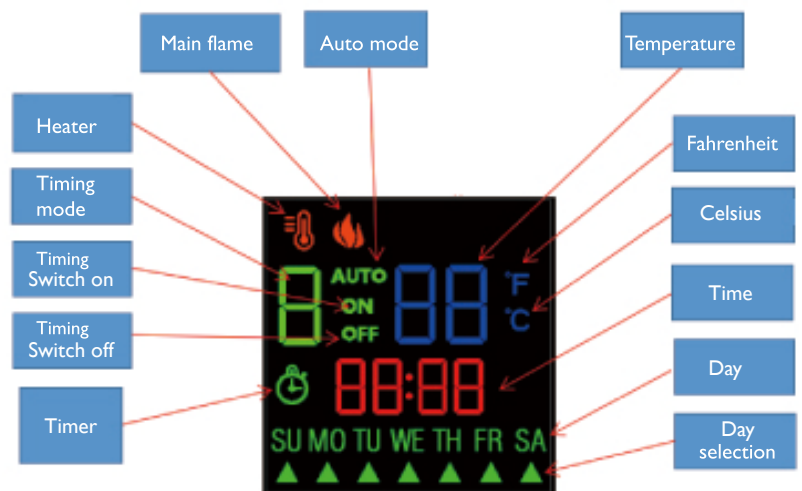 Main flame
Auto mode
Temperature
Heater
Fahrenheit
Timing
mode
Celsius
Timing
Switch on
Time
Timing
Switch off
Day
Timer
Day
selection
8
AUTO
ON
OFF
88
°F
°C
88:88
SU MO TU WE TH FR SA